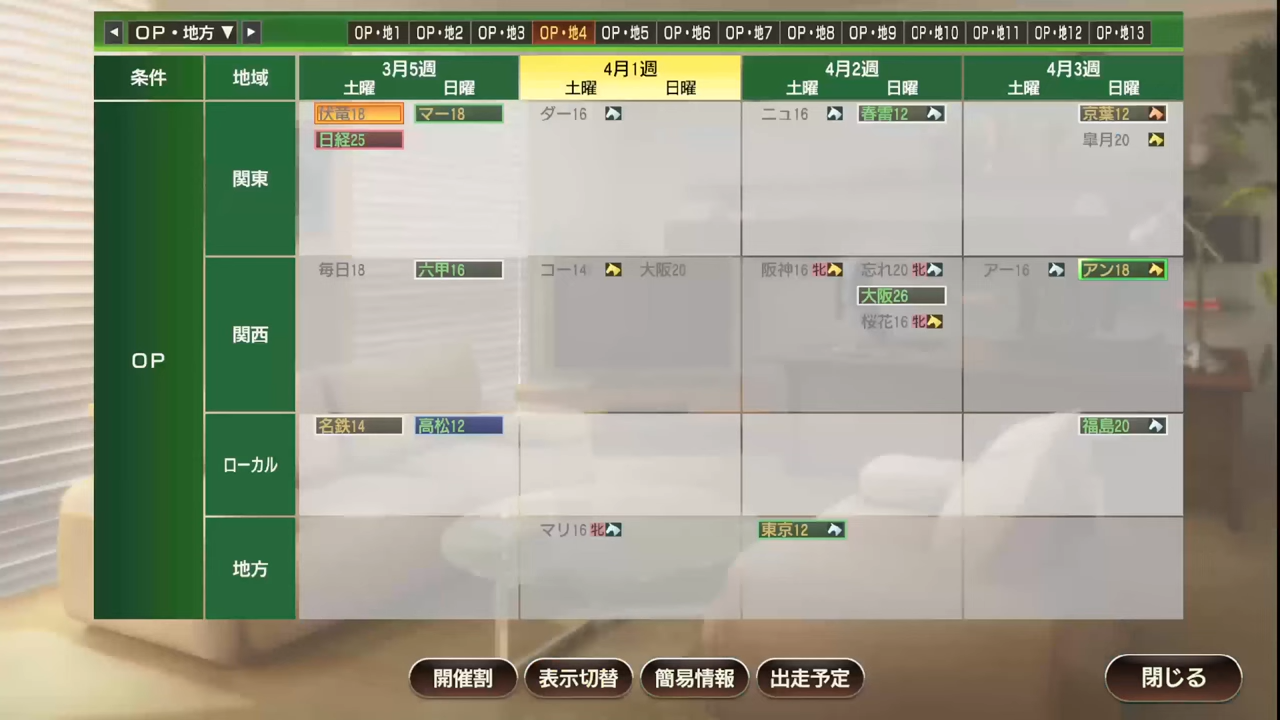 ◀ OP・地方▼ ▶ OP・地1 OP・地2 OP・地3 OP・地4 OP・地5 OP・地6 OP・地7 OP・地8 OP・地9 OP・地10 OP・地11 OP・地12 OP・地13
条件 地域 3月5週 4月1週 4月2週 4月3週
土曜 日曜 土曜 日曜 土曜 日曜 土曜 日曜
OP
関東
伏竜18 マー18 ダー16 ニュ16 春雷12 京葉12
日経25 皐月20
関西
毎日18 六甲16 コー14 大阪20 阪神16 牝 忘れ20 牝 アー16 アン18
大阪26
桜花16 牝
ローカル
名鉄14 高松12 福島20
地方
マリ16 牝 東京12
開催割 表示切替 簡易情報 出走予定 閉じる